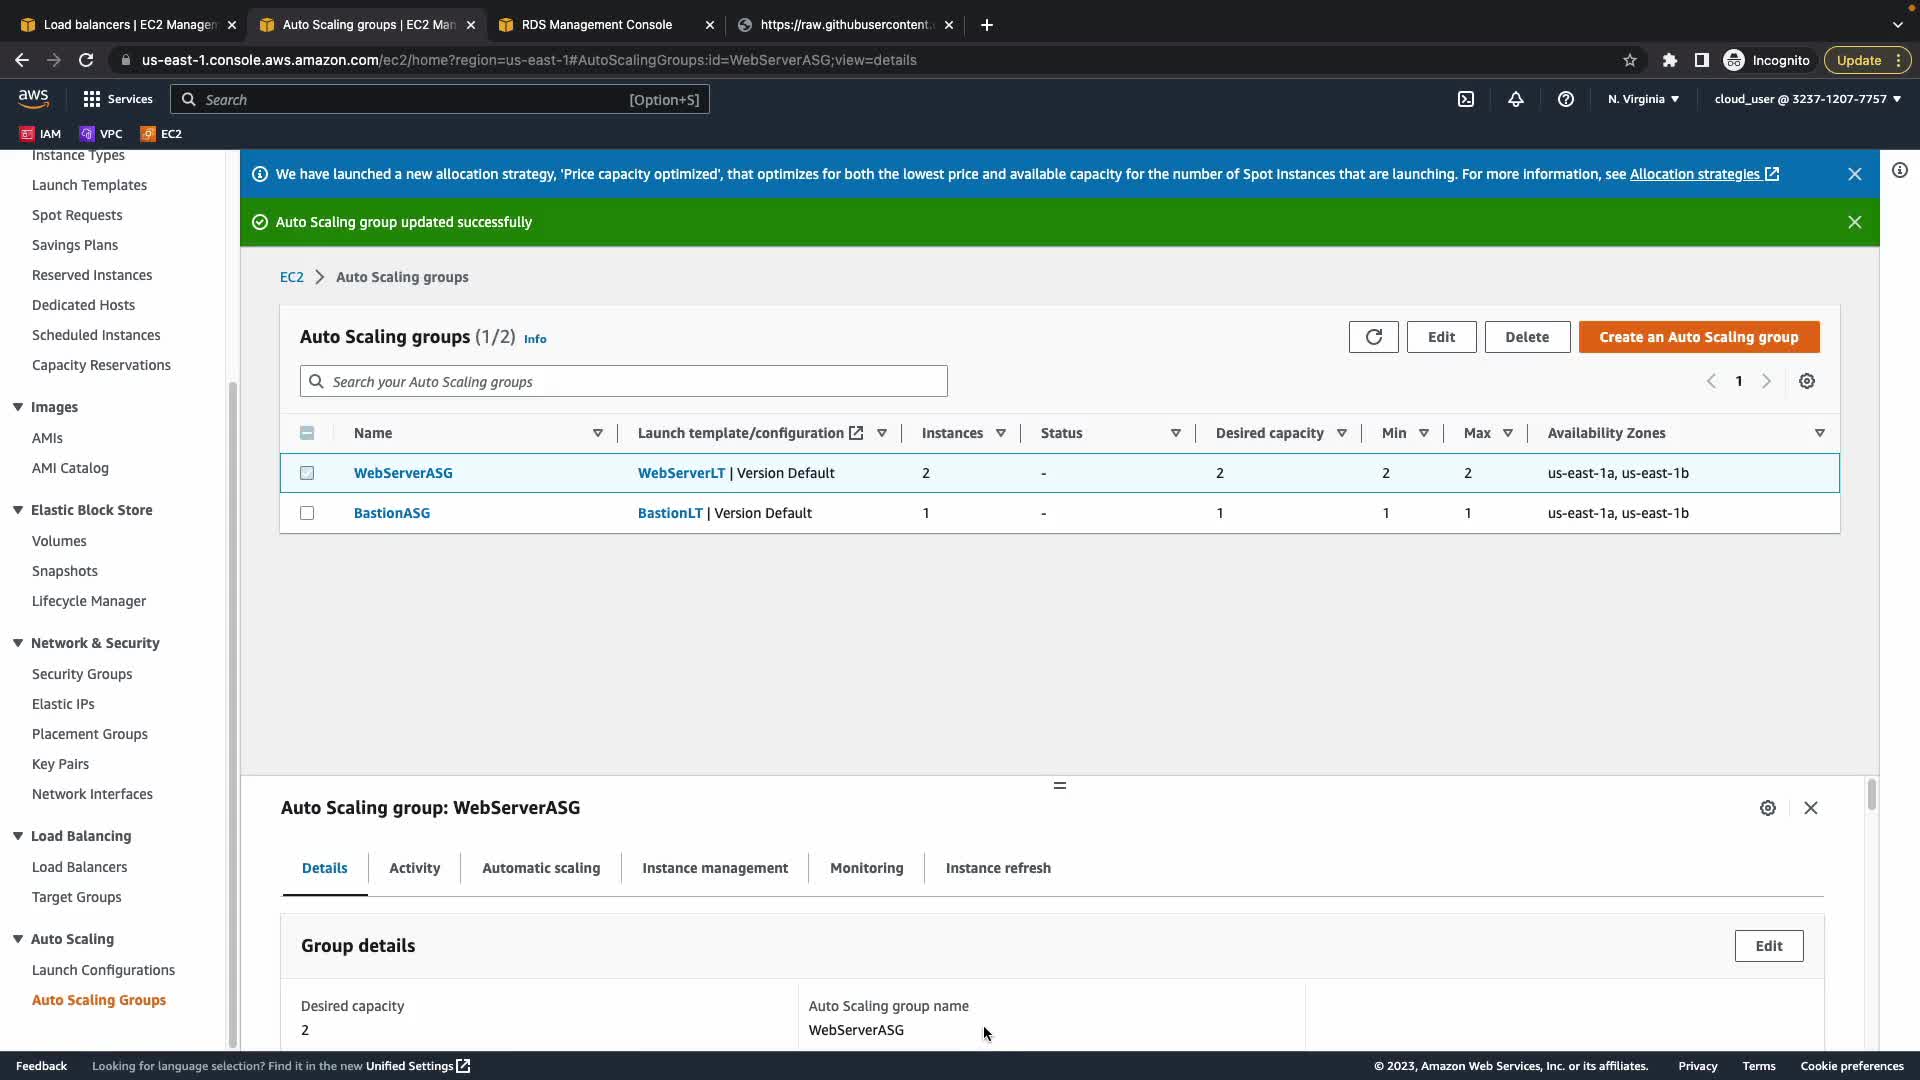 Load balancers | EC2 Managem
Auto Scaling groups | EC2 Man
RDS Management Console
https://raw.githubusercontent.
us-east-1.console.aws.amazon.com/ec2/home?region=us-east-1#AutoScalingGroups:id=WebServerASG;view=details
Incognito
Update
aws
Services
Search
[Option+S]
N. Virginia
cloud_user @ 3237-1207-7757
IAM
VPC
EC2
Instance Types
Launch Templates
Spot Requests
Savings Plans
Reserved Instances
Dedicated Hosts
Scheduled Instances
Capacity Reservations
Images
AMIs
AMI Catalog
Elastic Block Store
Volumes
Snapshots
Lifecycle Manager
Network & Security
Security Groups
Elastic IPs
Placement Groups
Key Pairs
Network Interfaces
Load Balancing
Load Balancers
Target Groups
Auto Scaling
Launch Configurations
Auto Scaling Groups
We have launched a new allocation strategy, 'Price capacity optimized', that optimizes for both the lowest price and available capacity for the number of Spot Instances that are launching. For more information, see Allocation strategies
Auto Scaling group updated successfully
EC2 > Auto Scaling groups
Auto Scaling groups (1/2) Info
Edit
Delete
Create an Auto Scaling group
Search your Auto Scaling groups
1
Name Launch template/configuration Instances Status Desired capacity Min Max Availability Zones
WebServerASG WebServerLT | Version Default 2 - 2 2 2 us-east-1a, us-east-1b
BastionASG BastionLT | Version Default 1 - 1 1 1 us-east-1a, us-east-1b
Auto Scaling group: WebServerASG
Details
Activity
Automatic scaling
Instance management
Monitoring
Instance refresh
Group details
Edit
Desired capacity
2
Auto Scaling group name
WebServerASG
Feedback
Looking for language selection? Find it in the new Unified Settings
© 2023, Amazon Web Services, Inc. or its affiliates.
Privacy
Terms
Cookie preferences